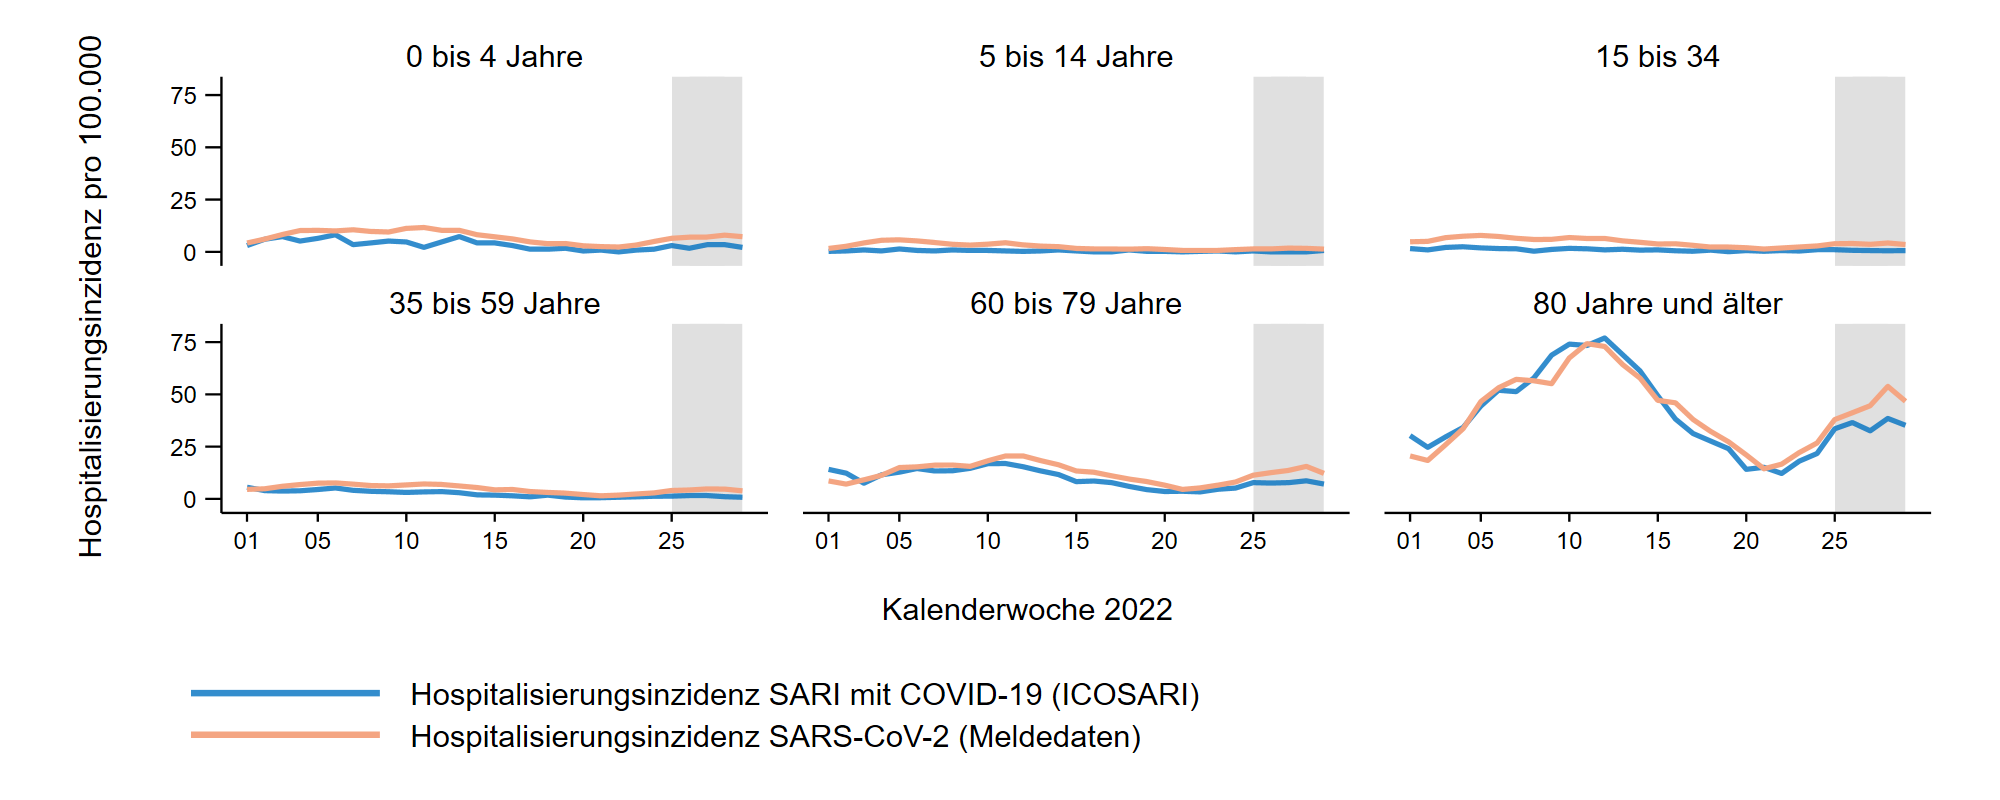 Hospitalisierungsinzidenz pro 100.000
0 bis 4 Jahre
5 bis 14 Jahre
15 bis 34
75
50
25
0
35 bis 59 Jahre
60 bis 79 Jahre
80 Jahre und älter
75
50
25
0
01 05 10 15 20 25
01 05 10 15 20 25
01 05 10 15 20 25
Kalenderwoche 2022
Hospitalisierungsinzidenz SARI mit COVID-19 (ICOSARI)
Hospitalisierungsinzidenz SARS-CoV-2 (Meldedaten)